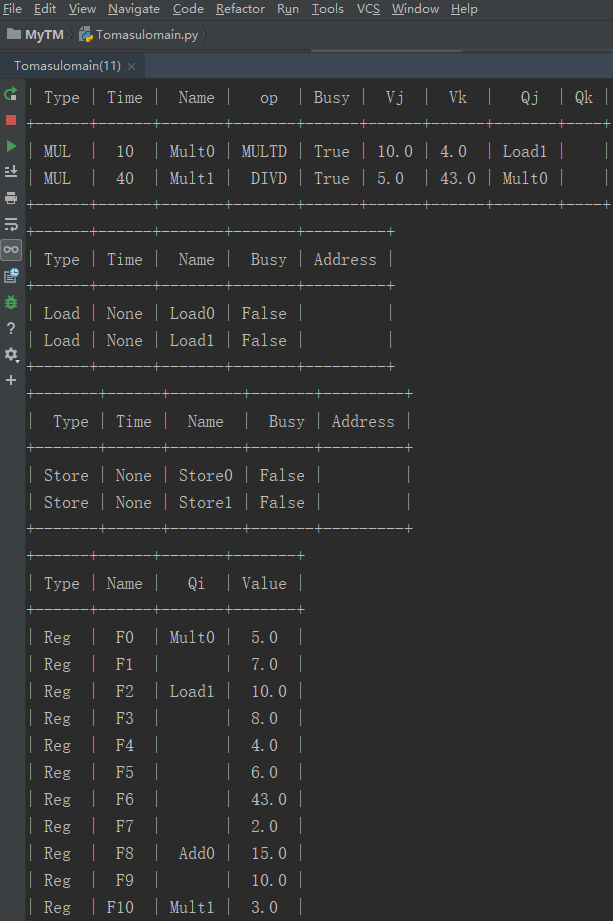 File Edit View Navigate Code Refactor Run Tools VCS Window Help
MyTM Tomasulomain.py
Tomasulomain(11) ×
| Type | Time | Name | op | Busy | Vj | Vk | Qj | Qk |
+------+------+-------+-------+------+------+------+-------+----+
| MUL | 10 | Mult0 | MULTD | True | 10.0 | 4.0 | Load1 | |
| MUL | 40 | Mult1 | DIVD | True | 5.0 | 43.0 | Mult0 | |
+------+------+-------+-------+------+------+------+-------+----+
+------+------+-------+-------+---------+
| Type | Time | Name | Busy | Address |
+------+------+-------+-------+---------+
| Load | None | Load0 | False | |
| Load | None | Load1 | False | |
+------+------+-------+-------+---------+
+-------+------+--------+-------+---------+
| Type | Time | Name | Busy | Address |
+-------+------+--------+-------+---------+
| Store | None | Store0 | False | |
| Store | None | Store1 | False | |
+-------+------+--------+-------+---------+
+------+------+-------+-------+
| Type | Name | Qi | Value |
+------+------+-------+-------+
| Reg | F0 | Mult0 | 5.0 |
| Reg | F1 | | 7.0 |
| Reg | F2 | Load1 | 10.0 |
| Reg | F3 | | 8.0 |
| Reg | F4 | | 4.0 |
| Reg | F5 | | 6.0 |
| Reg | F6 | | 43.0 |
| Reg | F7 | | 2.0 |
| Reg | F8 | Add0 | 15.0 |
| Reg | F9 | | 10.0 |
| Reg | F10 | Mult1 | 3.0 |